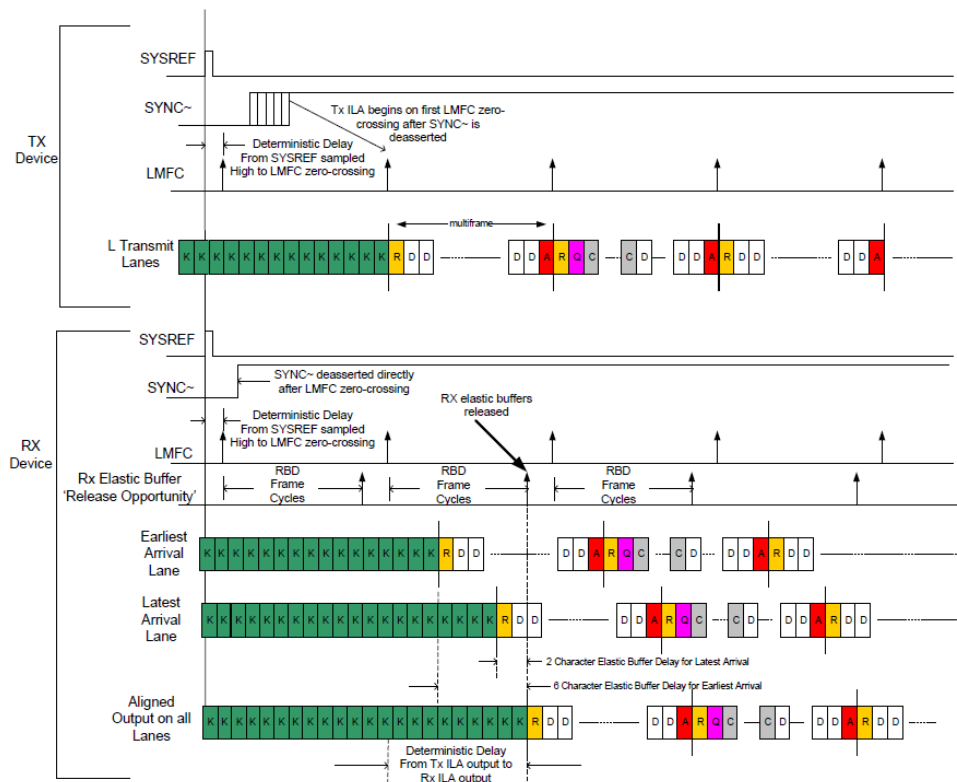 SYSREF
SYNC~
Tx ILA begins on first LMFC zero-
crossing after SYNC~ is
deasserted
TX
Device
Deterministic Delay
From SYSREF sampled
High to LMFC zero-crossing
LMFC
multiframe
L Transmit
Lanes
K K K K K K K K K K K K K K R D D D D A R Q C C D D D A R D D D D A
SYSREF
SYNC~
SYNC~ deasserted directly
after LMFC zero-crossing
RX elastic buffers
released
RX
Device
Deterministic Delay
From SYSREF sampled
High to LMFC zero-crossing
LMFC
Rx Elastic Buffer
'Release Opportunity'
RBD
Frame
Cycles
RBD
Frame
Cycles
RBD
Frame
Cycles
Earliest
Arrival
Lane
K K K K K K K K K K K K K K K K R D D D D A R Q C C D D D A R D D
Latest
Arrival
Lane
K K K K K K K K K K K K K K K K K K K K R D D D D A R Q C C D D D A R D D
2 Character Elastic Buffer Delay for Latest Arrival
6 Character Elastic Buffer Delay for Earliest Arrival
Aligned
Output on all
Lanes
K K K K K K K K K K K K K K K K K K K K K K R D D D D A R Q C C D D D A R D D
Deterministic Delay
From Tx ILA output to
Rx ILA output